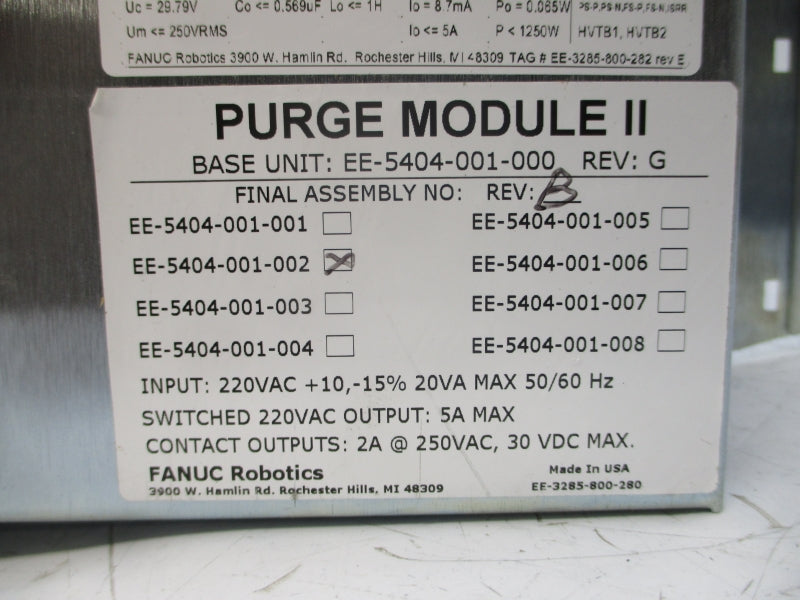 Uc = 29.79V Co <= 0.569uF Lo <= 1H Io = 8.7mA Po = 0.065W PS-P,PS-N,FS-P,FS-N,ISRR
Um <= 250VRMS Io <= 5A P < 1250W HVTB1, HVTB2
FANUC Robotics 3900 W. Hamlin Rd. Rochester Hills, MI 48309 TAG # EE-3285-800-282 rev E
PURGE MODULE II
BASE UNIT: EE-5404-001-000 REV: G
FINAL ASSEMBLY NO: REV: B
EE-5404-001-001 EE-5404-001-005
EE-5404-001-002 X EE-5404-001-006
EE-5404-001-003 EE-5404-001-007
EE-5404-001-004 EE-5404-001-008
INPUT: 220VAC +10,-15% 20VA MAX 50/60 Hz
SWITCHED 220VAC OUTPUT: 5A MAX
CONTACT OUTPUTS: 2A @ 250VAC, 30 VDC MAX.
FANUC Robotics Made In USA
3900 W. Hamlin Rd. Rochester Hills, MI 48309 EE-3285-800-280